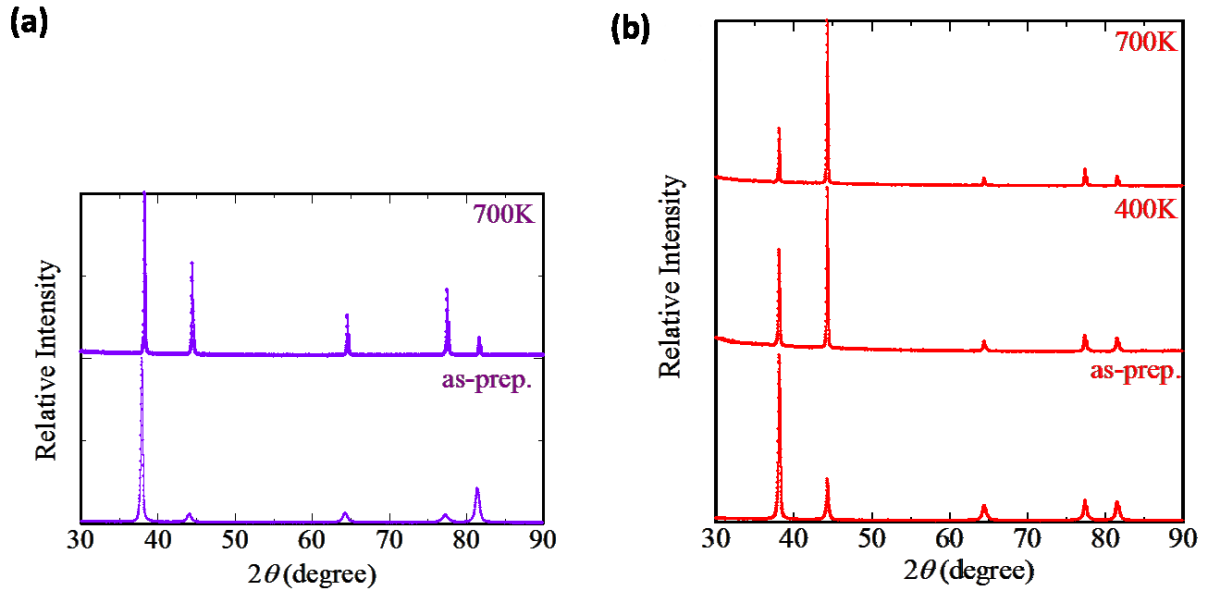 (a)
700K
as-prep.
Relative Intensity
30 40 50 60 70 80 90
2θ (degree)
(b)
700K
400K
as-prep.
Relative Intensity
30 40 50 60 70 80 90
2θ (degree)